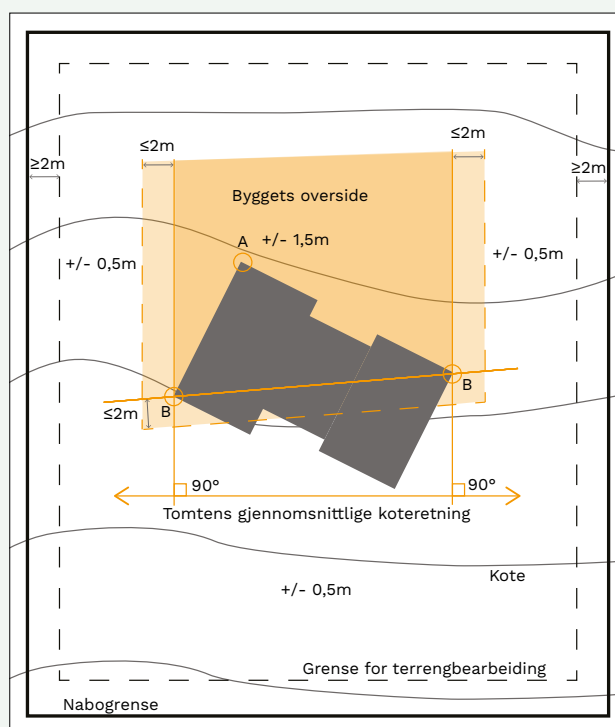 ≤2m
≤2m
≥2m
≥2m
Byggets overside
A
+/- 1,5m
+/- 0,5m
+/- 0,5m
B
B
≤2m
90°
90°
Tomtens gjennomsnittlige koteretning
Kote
+/- 0,5m
Grense for terrengbearbeiding
Nabogrense